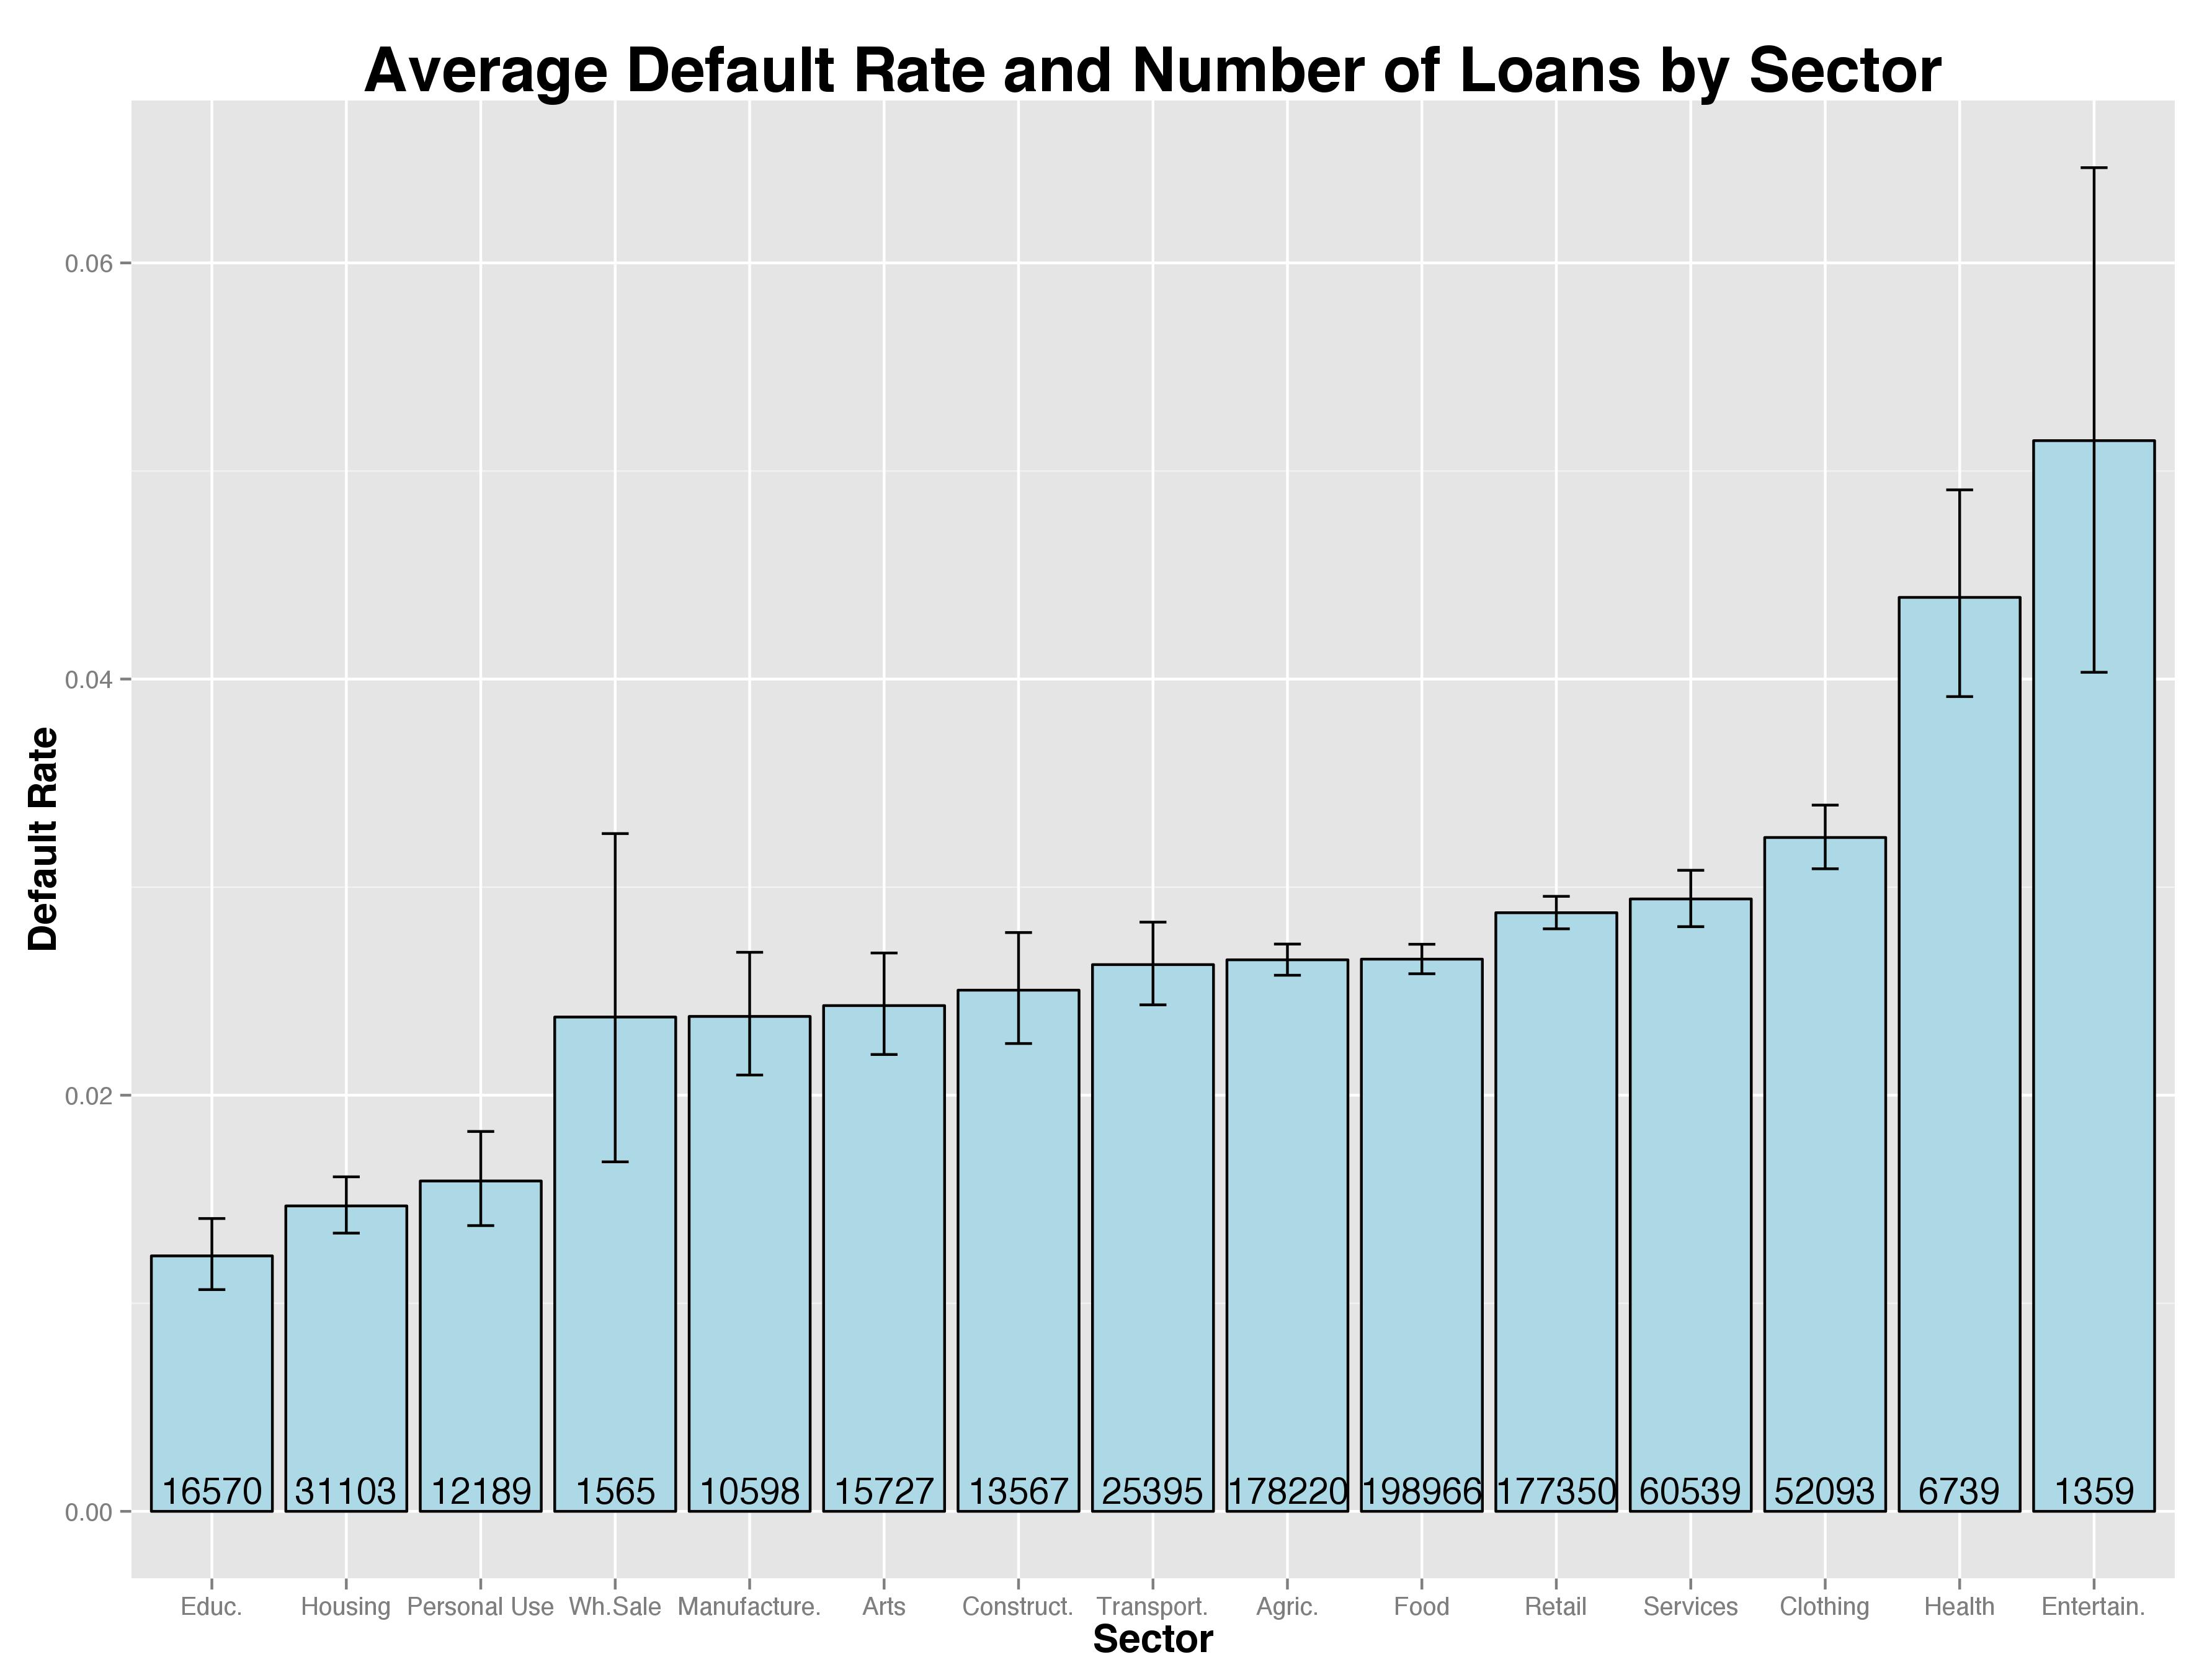 Average Default Rate and Number of Loans by Sector
Default Rate
0.06
0.04
0.02
0.00
16570 31103 12189 1565 10598 15727 13567 25395 178220 198966 177350 60539 52093 6739 1359
Educ. Housing Personal Use Wh.Sale Manufacture. Arts Construct. Transport. Agric. Food Retail Services Clothing Health Entertain.
Sector